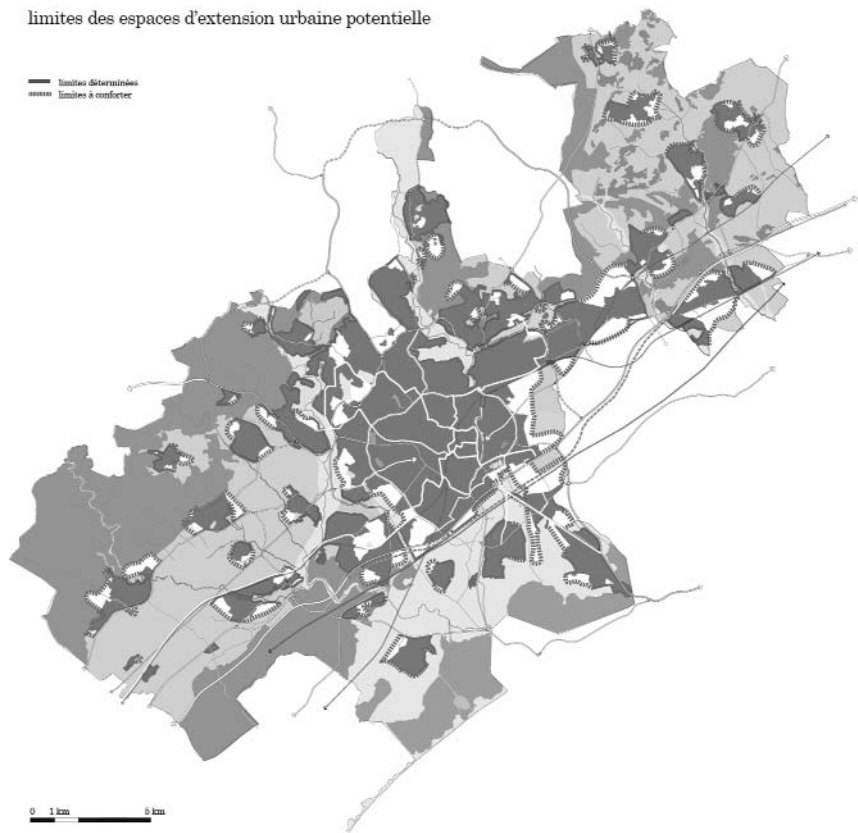 limites des espaces d'extension urbaine potentielle
limites déterminées
limites à conforter
0 1 km 5 km